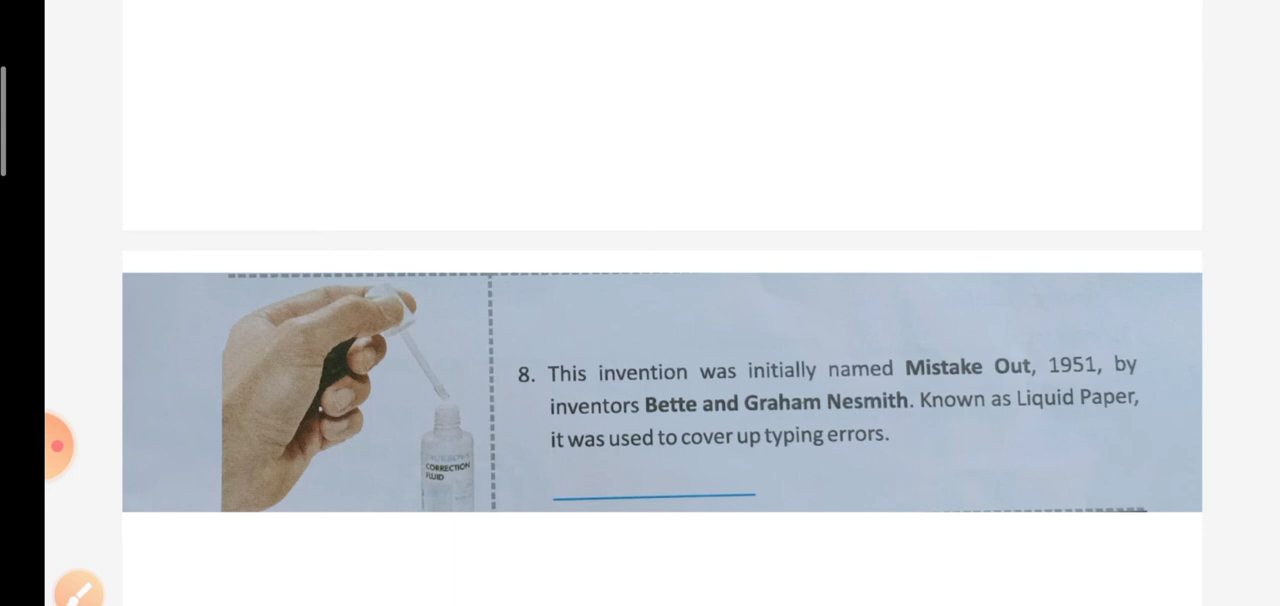 8. This invention was initially named Mistake Out, 1951, by
inventors Bette and Graham Nesmith. Known as Liquid Paper,
it was used to cover up typing errors.
CORRECTION
FLUID